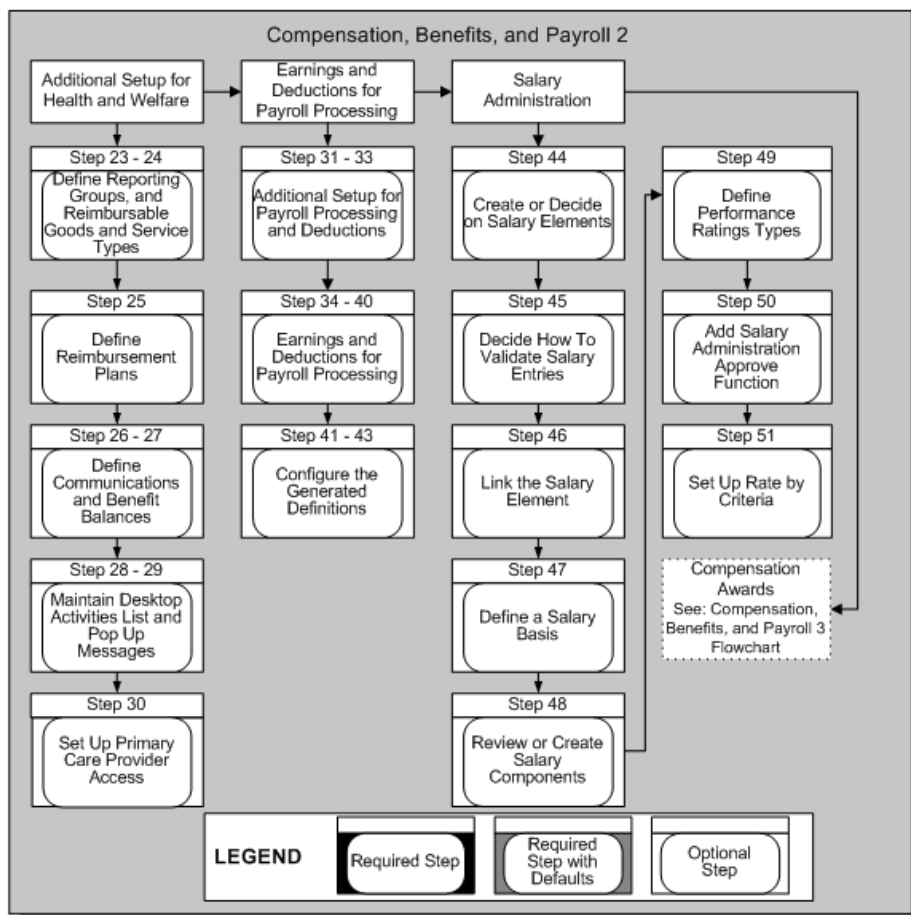 Compensation, Benefits, and Payroll 2
Additional Setup for
Health and Welfare
Earnings and
Deductions for
Payroll Processing
Salary
Administration
Step 23 - 24
Define Reporting
Groups, and
Reimbursable
Goods and Service
Types
Step 25
Define
Reimbursement
Plans
Step 26 - 27
Define
Communications
and Benefit
Balances
Step 28 - 29
Maintain Desktop
Activities List and
Pop Up
Messages
Step 30
Set Up Primary
Care Provider
Access
Step 31 - 33
Additional Setup for
Payroll Processing
and Deductions
Step 34 - 40
Earnings and
Deductions for
Payroll Processing
Step 41 - 43
Configure the
Generated
Definitions
Step 44
Create or Decide
on Salary Elements
Step 45
Decide How To
Validate Salary
Entries
Step 46
Link the Salary
Element
Step 47
Define a Salary
Basis
Step 48
Review or Create
Salary
Components
Step 49
Define
Performance
Ratings Types
Step 50
Add Salary
Administration
Approve
Function
Step 51
Set Up Rate by
Criteria
Compensation
Awards
See: Compensation,
Benefits, and Payroll 3
Flowchart
LEGEND
Required Step
Required
Step with
Defaults
Optional
Step